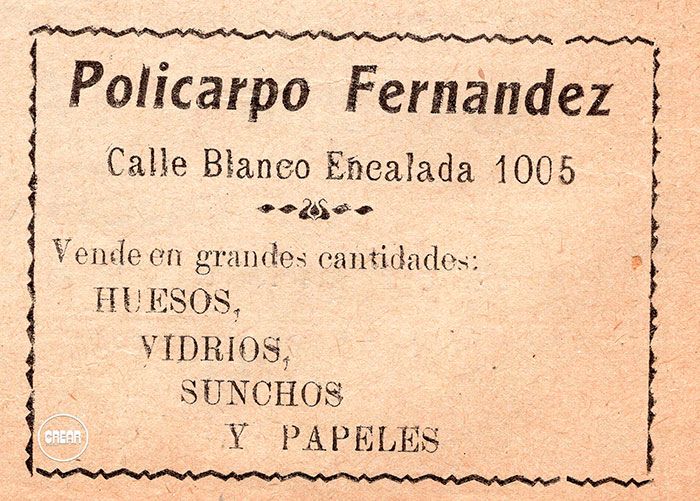 Policarpo Fernandez
Calle Blanco Encalada 1005
Vende en grandes cantidades:
HUESOS,
VIDRIOS,
SUNCHOS
Y PAPELES
CREAR